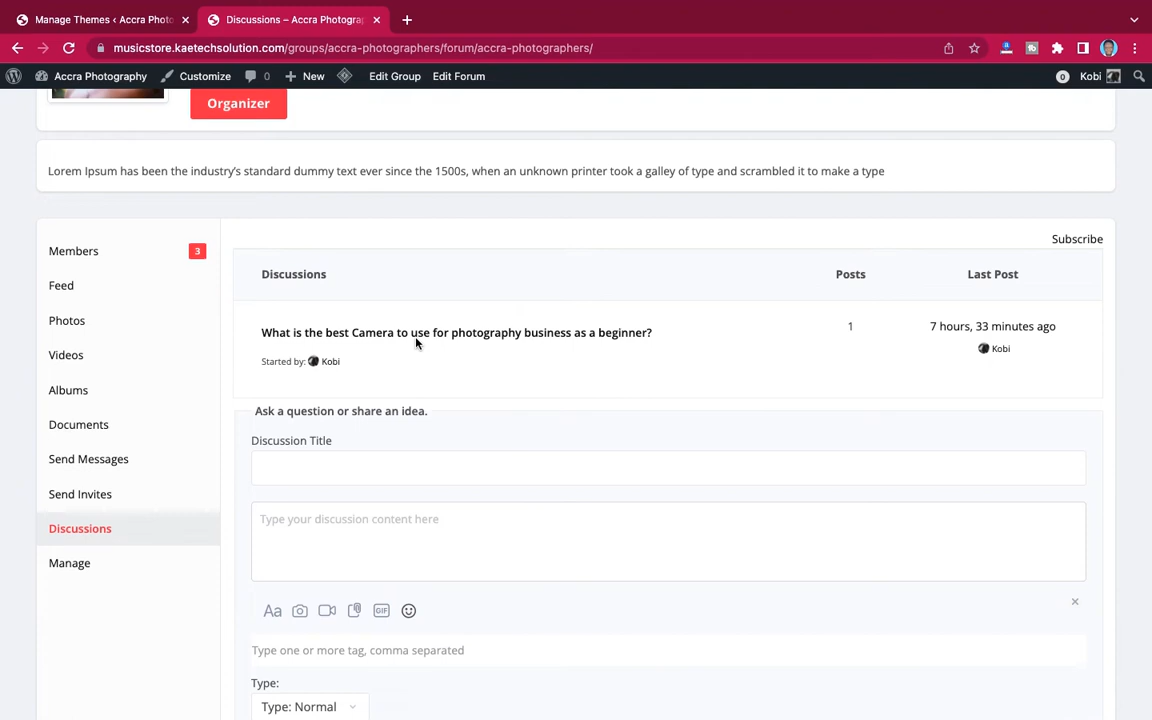 Manage Themes ‹ Accra Photo
Discussions – Accra Photograp
musicstore.kaetechsolution.com/groups/accra-photographers/forum/accra-photographers/
Accra Photography
Customize
0
New
Edit Group
Edit Forum
0
Kobi
Organizer
Lorem Ipsum has been the industry's standard dummy text ever since the 1500s, when an unknown printer took a galley of type and scrambled it to make a type
Members
3
Feed
Photos
Videos
Albums
Documents
Send Messages
Send Invites
Discussions
Manage
Subscribe
Discussions
Posts
Last Post
What is the best Camera to use for photography business as a beginner?
1
7 hours, 33 minutes ago
Started by: Kobi
Kobi
Ask a question or share an idea.
Discussion Title
Type your discussion content here
Aa
GIF
Type one or more tag, comma separated
Type:
Type: Normal